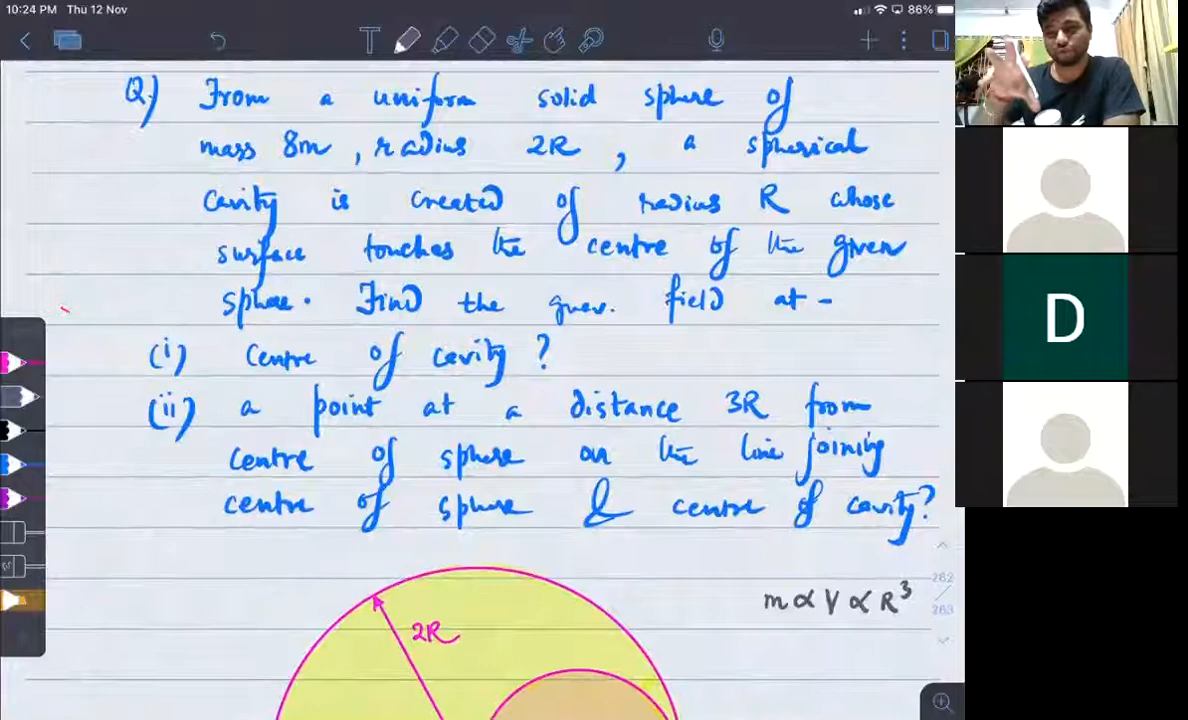 10:24 PM Thu 12 Nov
86%
Q) From a uniform solid sphere of
mass 8m, radius 2R, a spherical
cavity is created of radius R whose
surface touches the centre of the given
sphere. Find the grav. field at -
(i) centre of cavity?
(ii) a point at a distance 3R from
centre of sphere on the line joining
centre of sphere & centre of cavity?
m ∝ V ∝ R³
262
/
263
2R
D